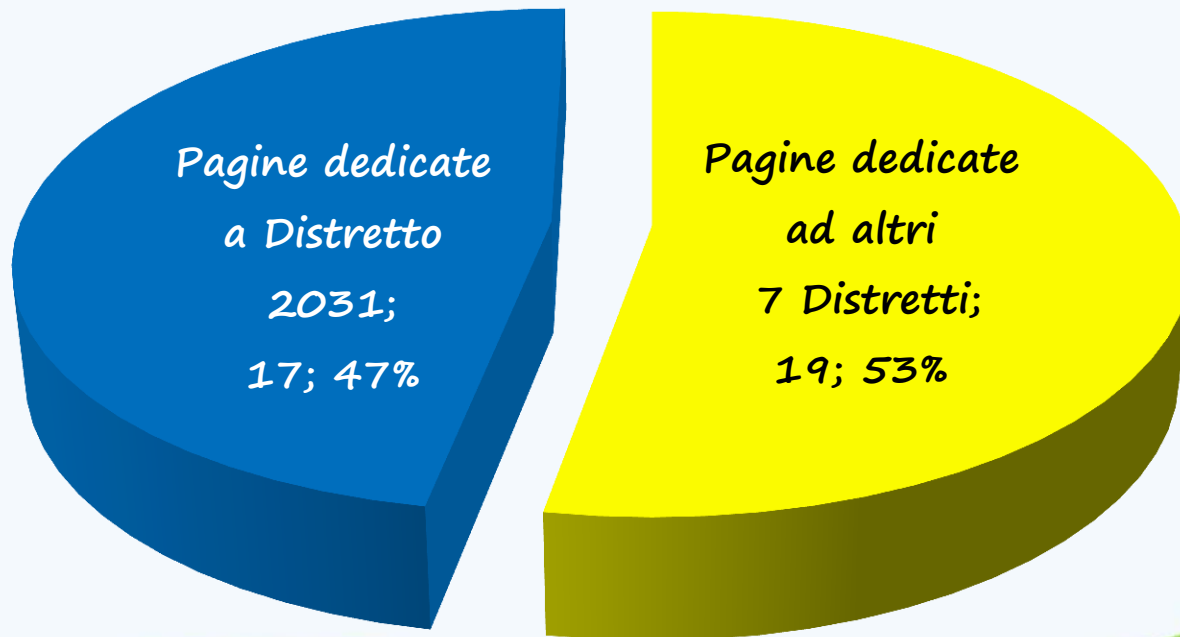 Pagine dedicate
a Distretto
2031;
17; 47%
Pagine dedicate
ad altri
7 Distretti;
19; 53%